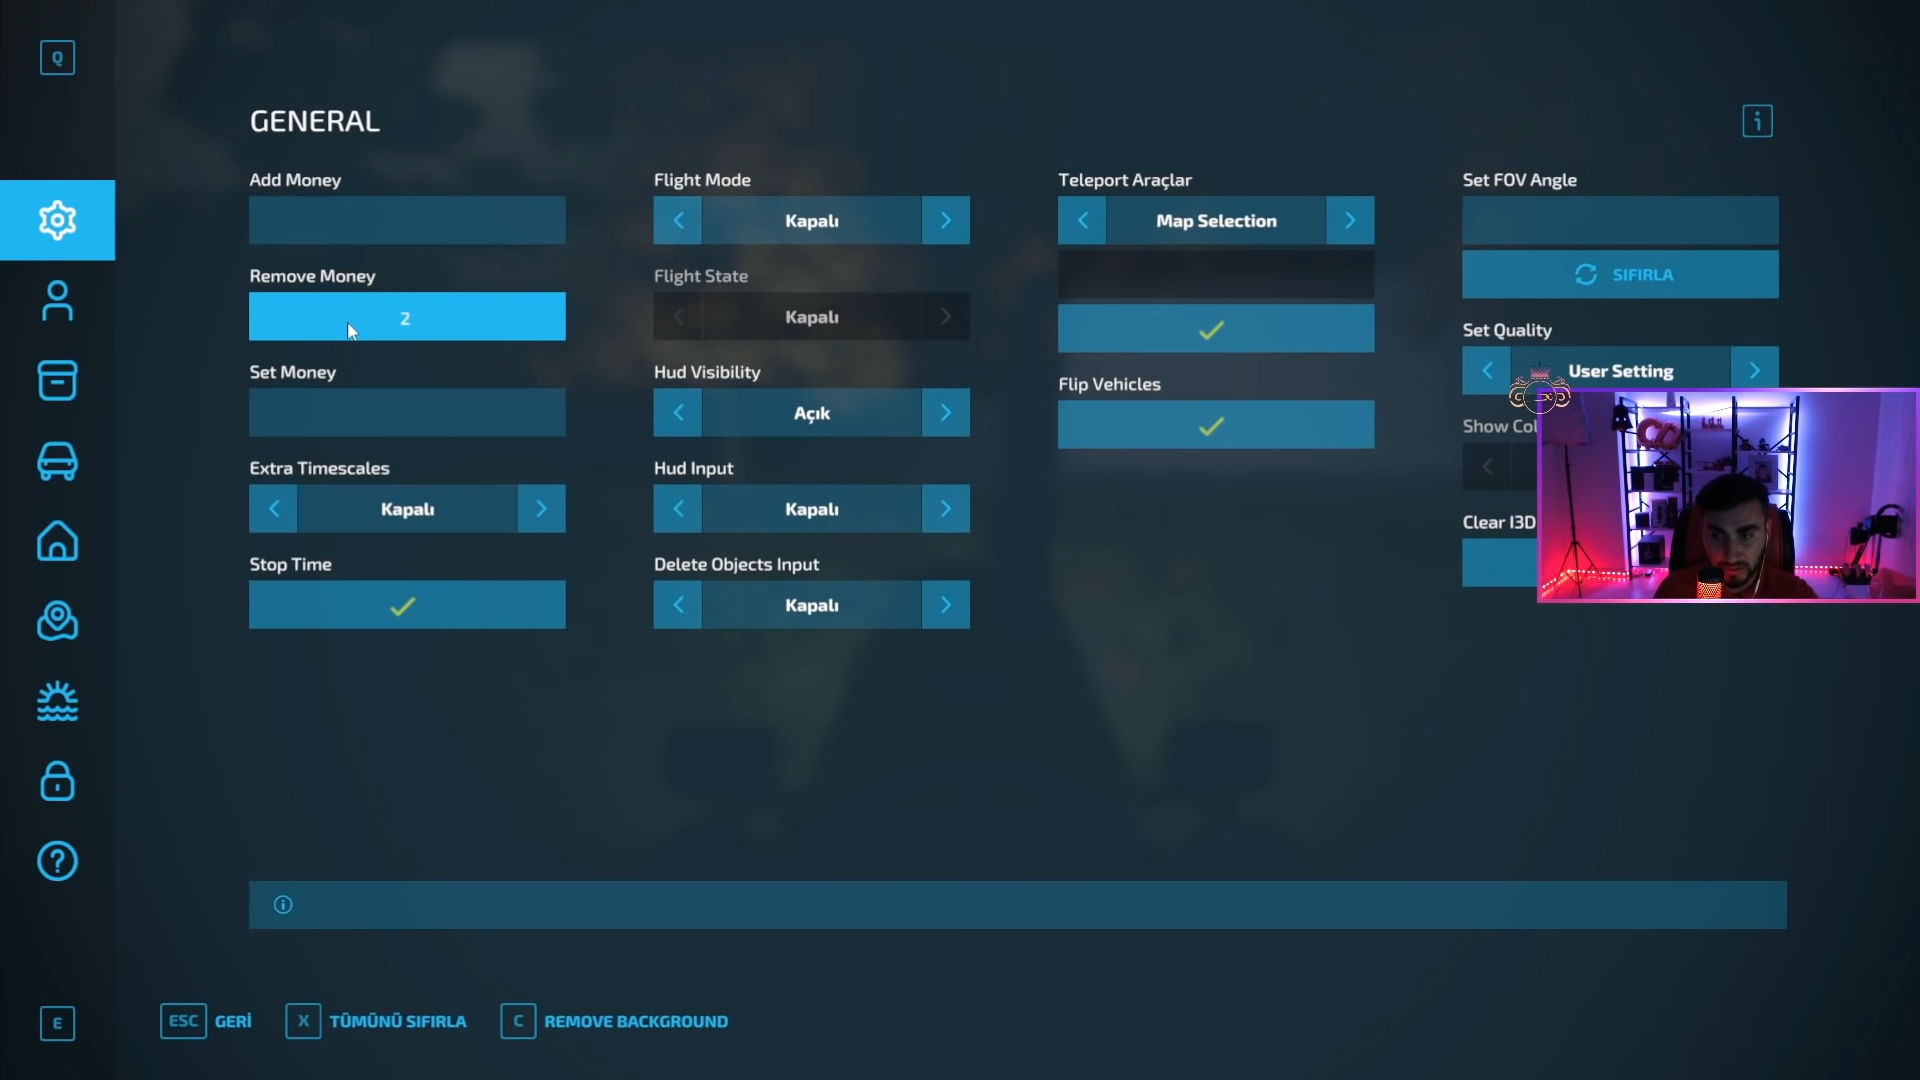 Q
GENERAL
Add Money
Remove Money
2
Set Money
Extra Timescales
Kapalı
Stop Time
Flight Mode
Kapalı
Flight State
Kapalı
Hud Visibility
Açık
Hud Input
Kapalı
Delete Objects Input
Kapalı
Teleport Araçlar
Map Selection
Flip Vehicles
Set FOV Angle
SIFIRLA
Set Quality
User Setting
Show Col
Clear I3D
E
ESC GERİ X TÜMÜNÜ SIFIRLA C REMOVE BACKGROUND